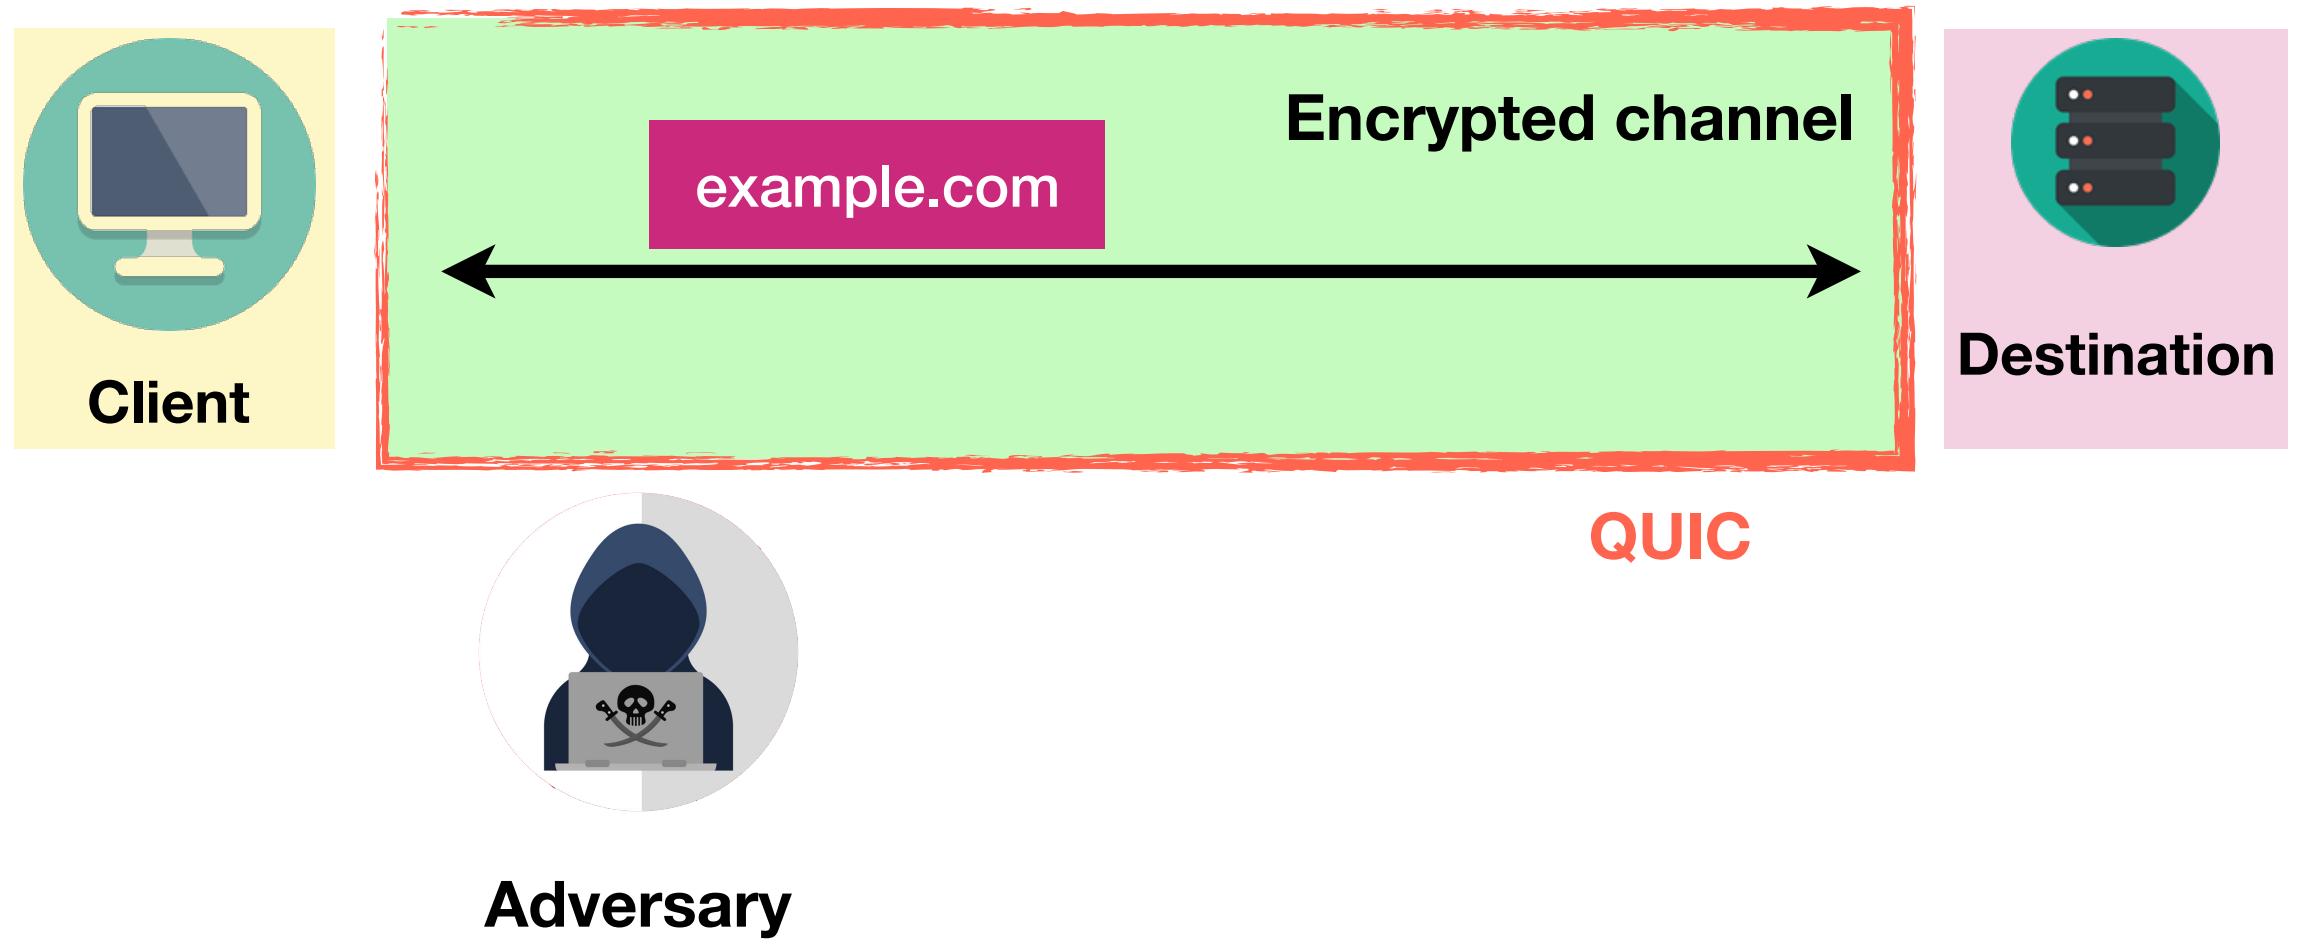 Encrypted channel
example.com
Client
Destination
QUIC
Adversary